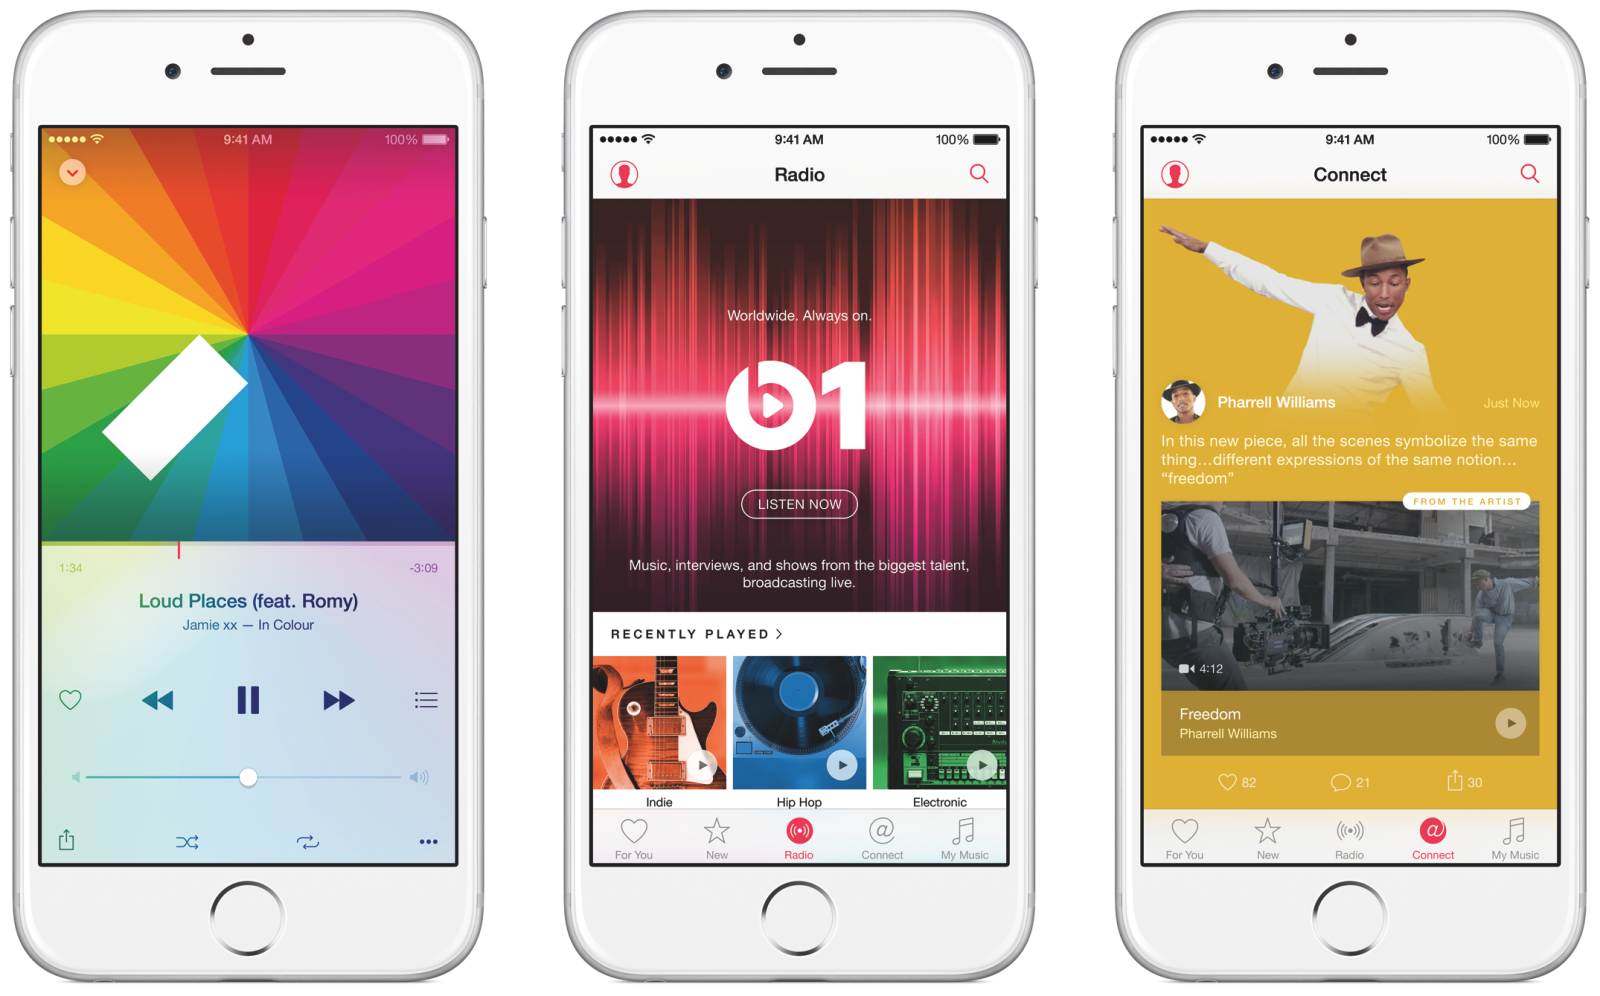 9:41 AM 100%
1:34 -3:09
Loud Places (feat. Romy)
Jamie xx — In Colour
9:41 AM 100%
Radio
Worldwide. Always on.
b1
LISTEN NOW
Music, interviews, and shows from the biggest talent,
broadcasting live.
RECENTLY PLAYED >
Indie Hip Hop Electronic
For You New Radio Connect My Music
9:41 AM 100%
Connect
Pharrell Williams Just Now
In this new piece, all the scenes symbolize the same
thing...different expressions of the same notion...
“freedom”
FROM THE ARTIST
4:12
Freedom
Pharrell Williams
82 21 30
For You New Radio Connect My Music